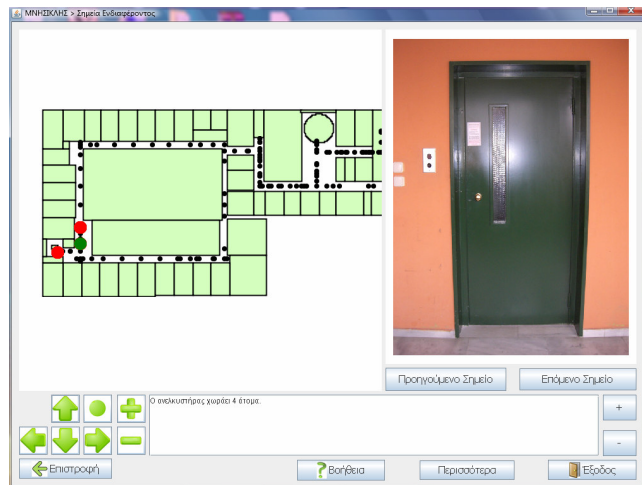 ΜΝΗΣΙΚΛΗΣ > Σημεία Ενδιαφέροντος
Προηγούμενο Σημείο
Επόμενο Σημείο
Ο ανελκυστήρας χωράει 4 άτομα.
+
-
Επιστροφή
Βοήθεια
Περισσότερα
Έξοδος